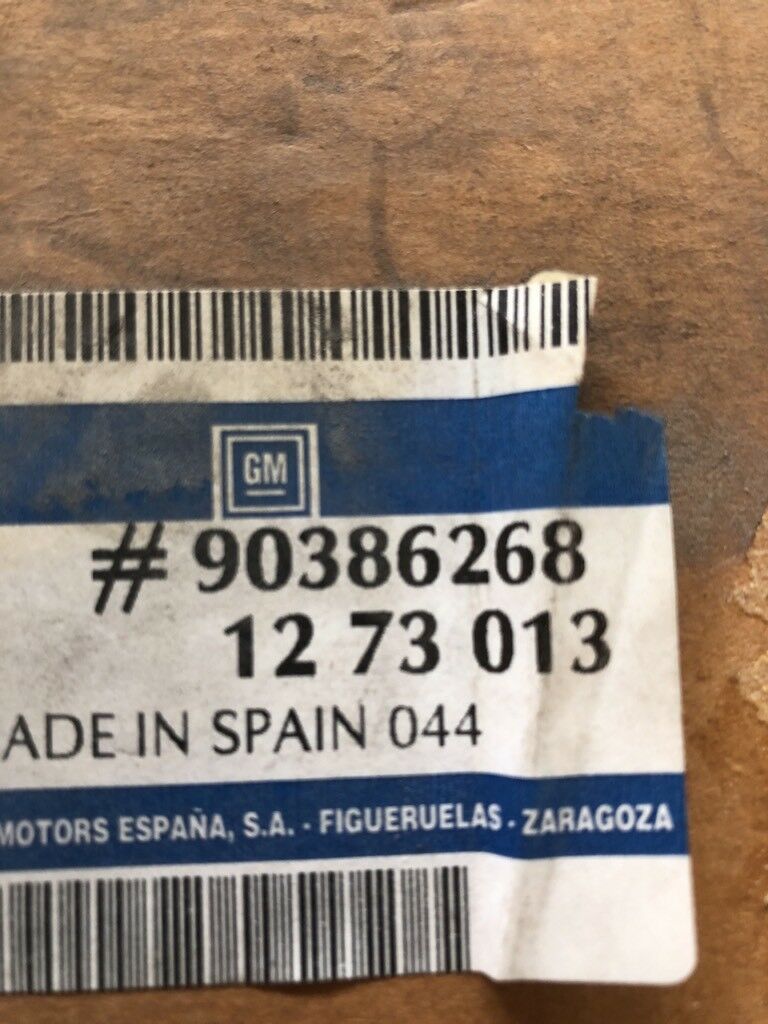 GM
# 90386268
12 73 013
ADE IN SPAIN 044
MOTORS ESPAÑA, S.A. - FIGUERUELAS - ZARAGOZA